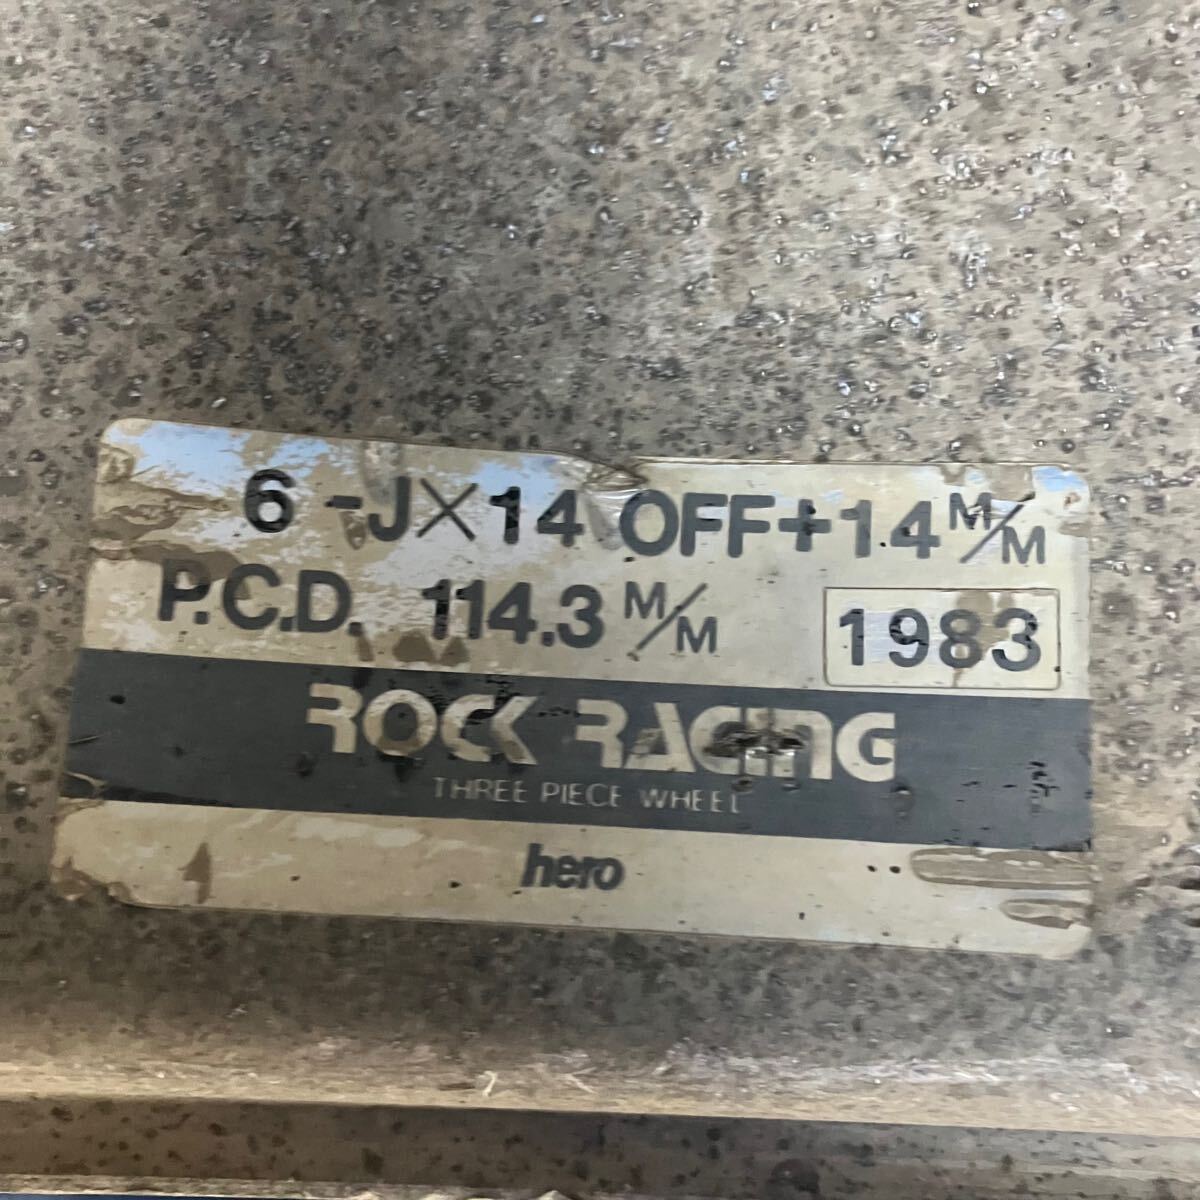 6 -J×14 OFF+14 M/M
P.C.D. 114.3 M/M 1983
ROCK RACING
THREE PIECE WHEEL
hero